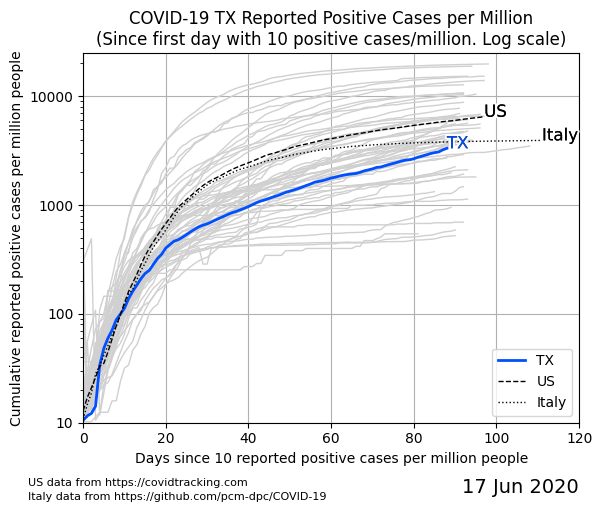 COVID-19 TX Reported Positive Cases per Million
(Since first day with 10 positive cases/million. Log scale)
Cumulative reported positive cases per million people
10000
1000
100
10
US
Italy
TX
TX
US
Italy
0 20 40 60 80 100 120
Days since 10 reported positive cases per million people
US data from https://covidtracking.com
Italy data from https://github.com/pcm-dpc/COVID-19
17 Jun 2020